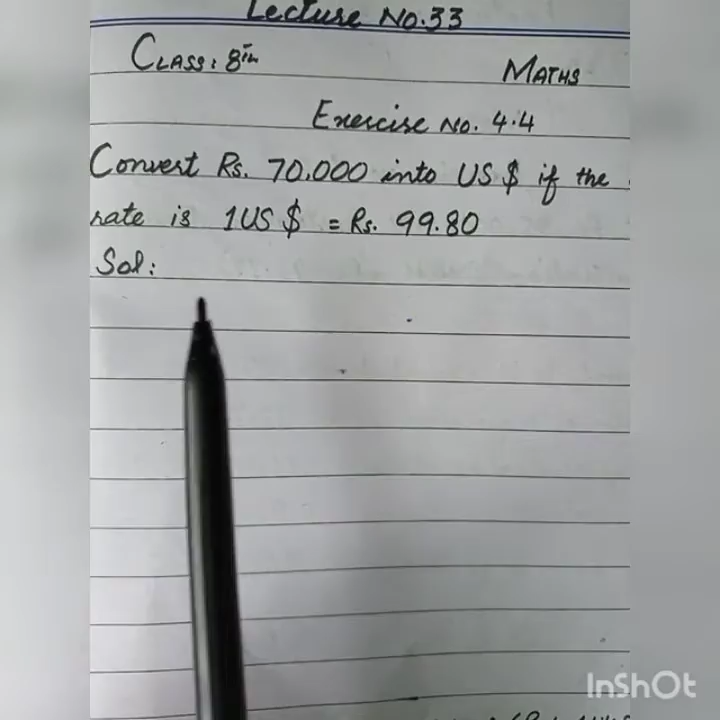 Lecture No.33
CLASS: 8th
MATHS
Exercise No. 4.4
Convert Rs. 70,000 into US $ if the
rate is 1US $ = Rs. 99.80
Sol:
InShOt